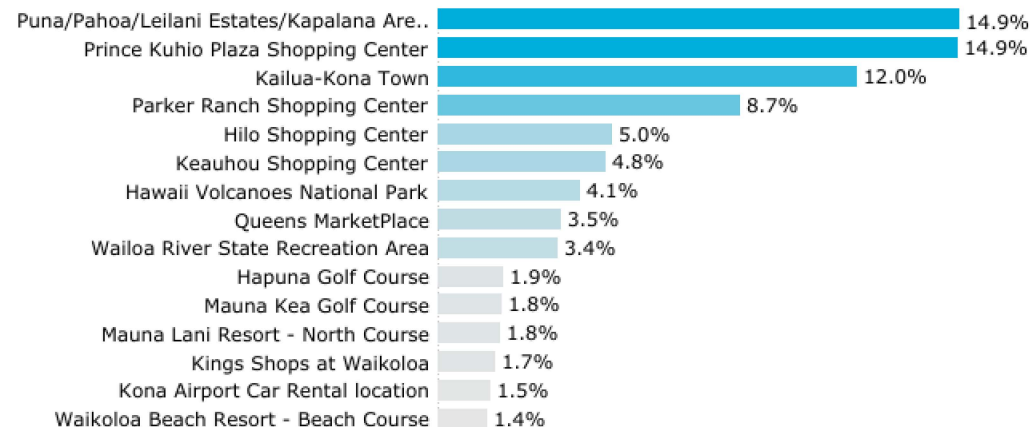 Puna/Pahoa/Leilani Estates/Kapalana Are.. 14.9%
Prince Kuhio Plaza Shopping Center 14.9%
Kailua-Kona Town 12.0%
Parker Ranch Shopping Center 8.7%
Hilo Shopping Center 5.0%
Keauhou Shopping Center 4.8%
Hawaii Volcanoes National Park 4.1%
Queens MarketPlace 3.5%
Wailoa River State Recreation Area 3.4%
Hapuna Golf Course 1.9%
Mauna Kea Golf Course 1.8%
Mauna Lani Resort - North Course 1.8%
Kings Shops at Waikoloa 1.7%
Kona Airport Car Rental location 1.5%
Waikoloa Beach Resort - Beach Course 1.4%